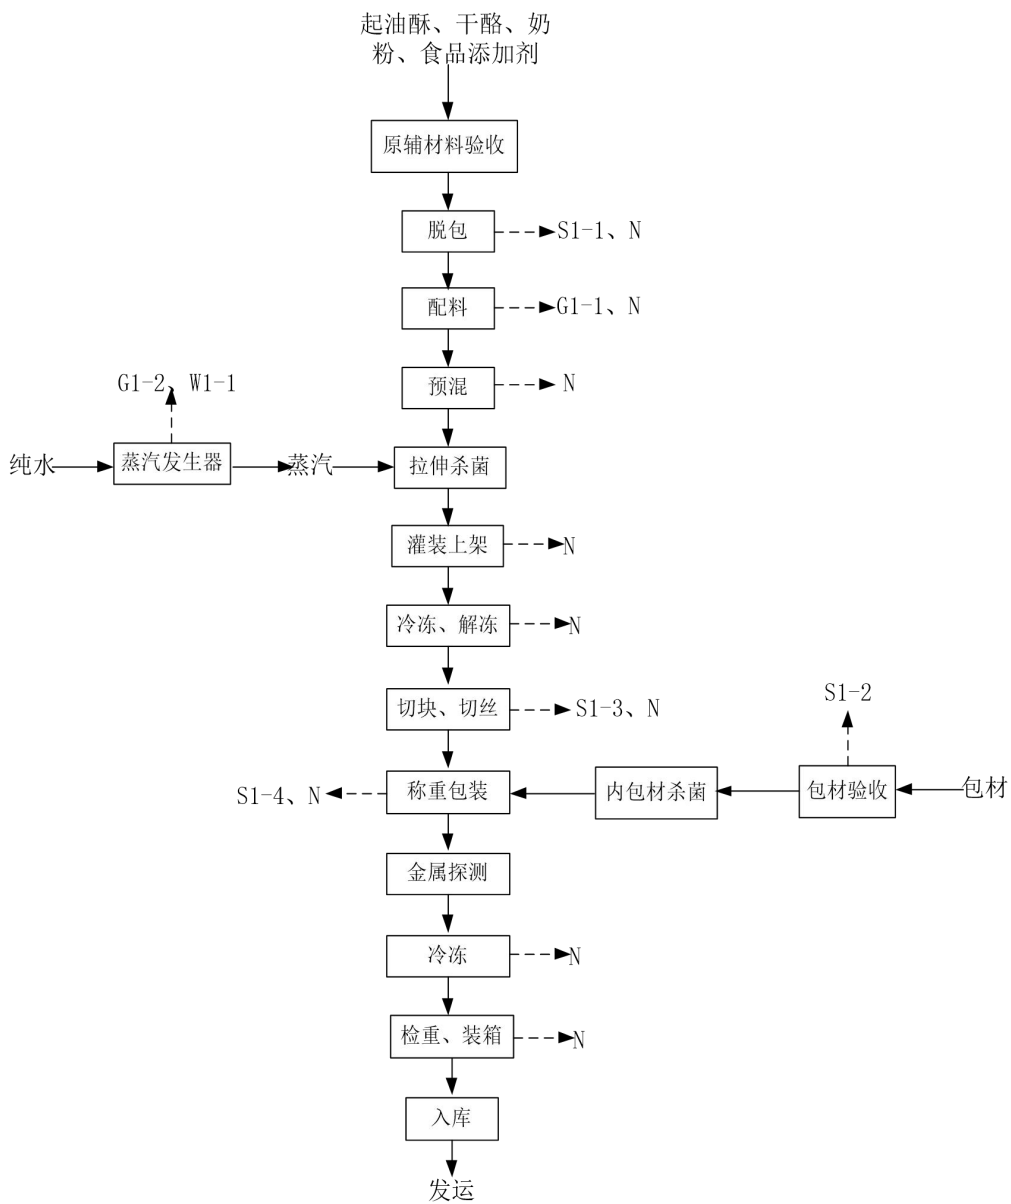 起油酥、干酪、奶
粉、食品添加剂
原辅材料验收
脱包
S1-1、N
配料
G1-1、N
预混
N
G1-2、W1-1
纯水
蒸汽发生器
蒸汽
拉伸杀菌
灌装上架
N
冷冻、解冻
N
切块、切丝
S1-3、N
S1-2
S1-4、N
称重包装
内包材杀菌
包材验收
包材
金属探测
冷冻
N
检重、装箱
N
入库
发运